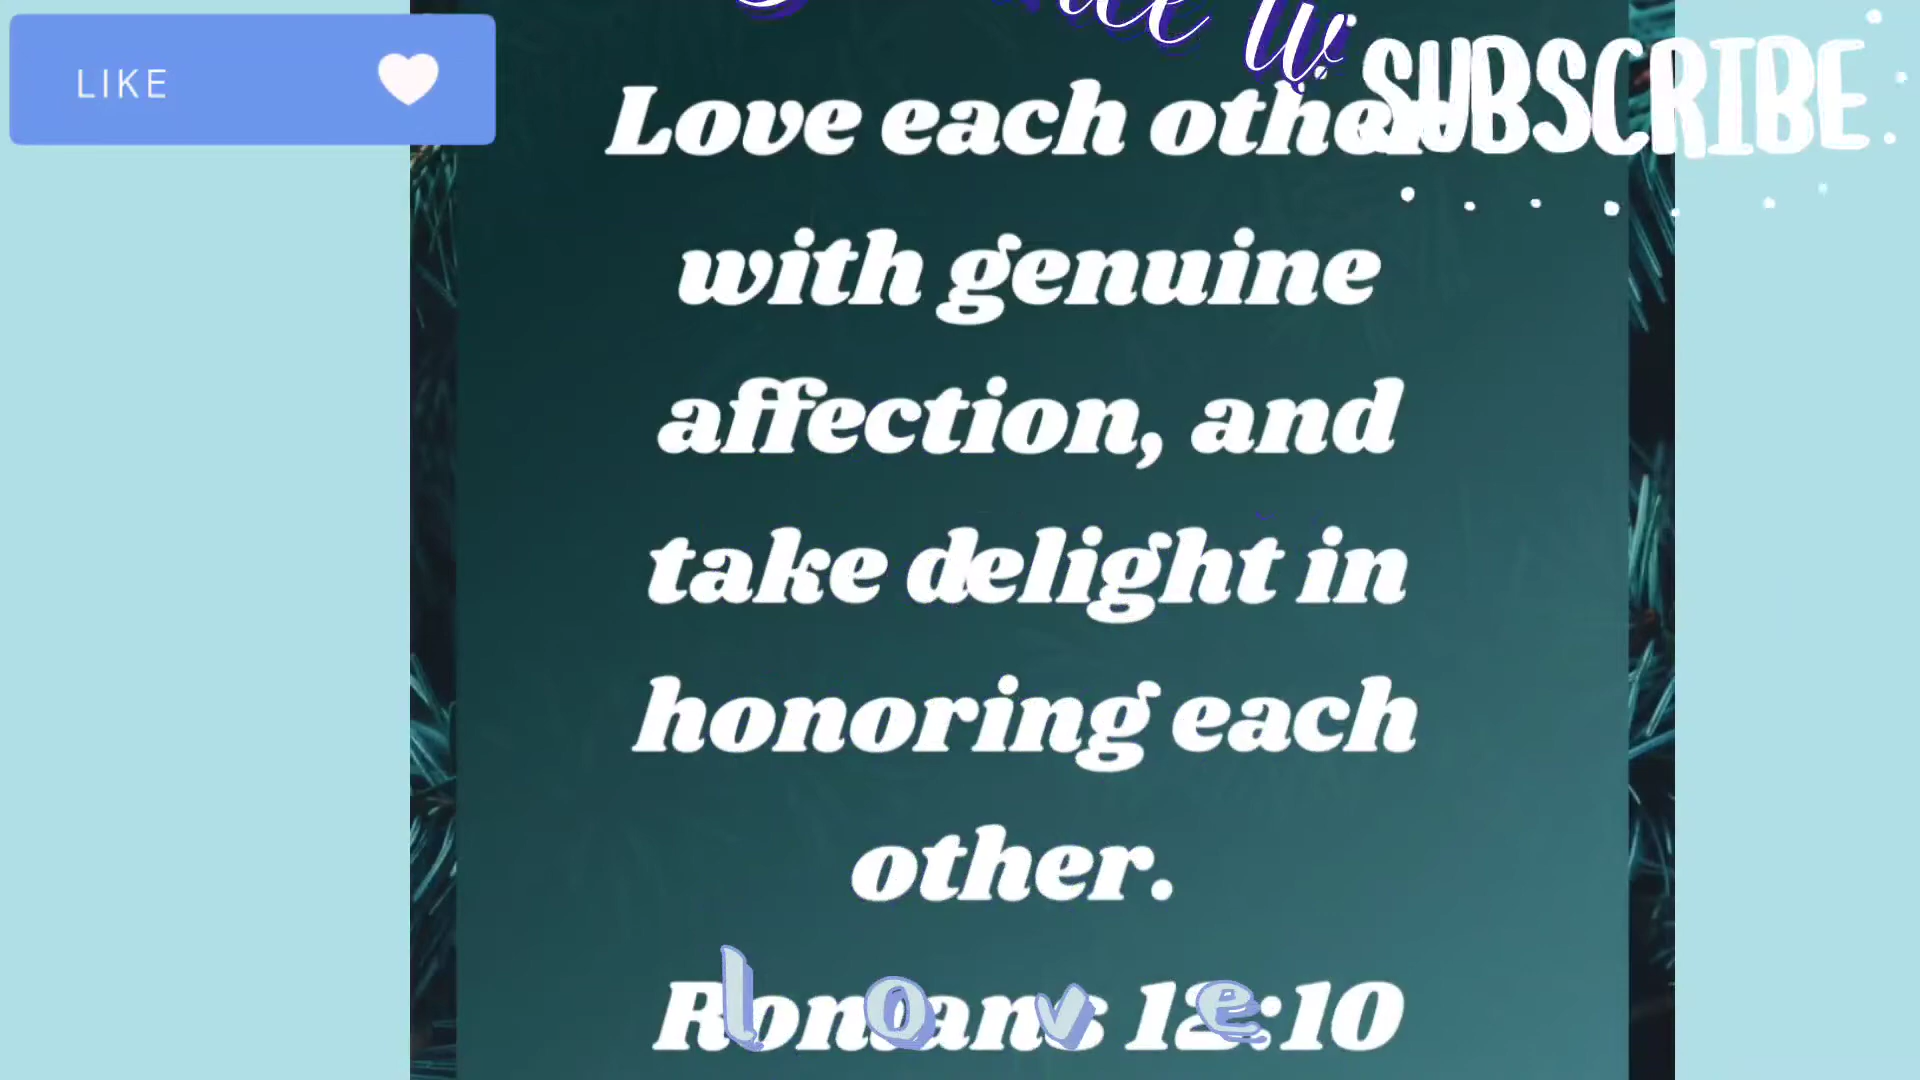 LIKE
SUBSCRIBE
Love each other
with genuine
affection, and
take delight in
honoring each
other.
Romans 12:10
love